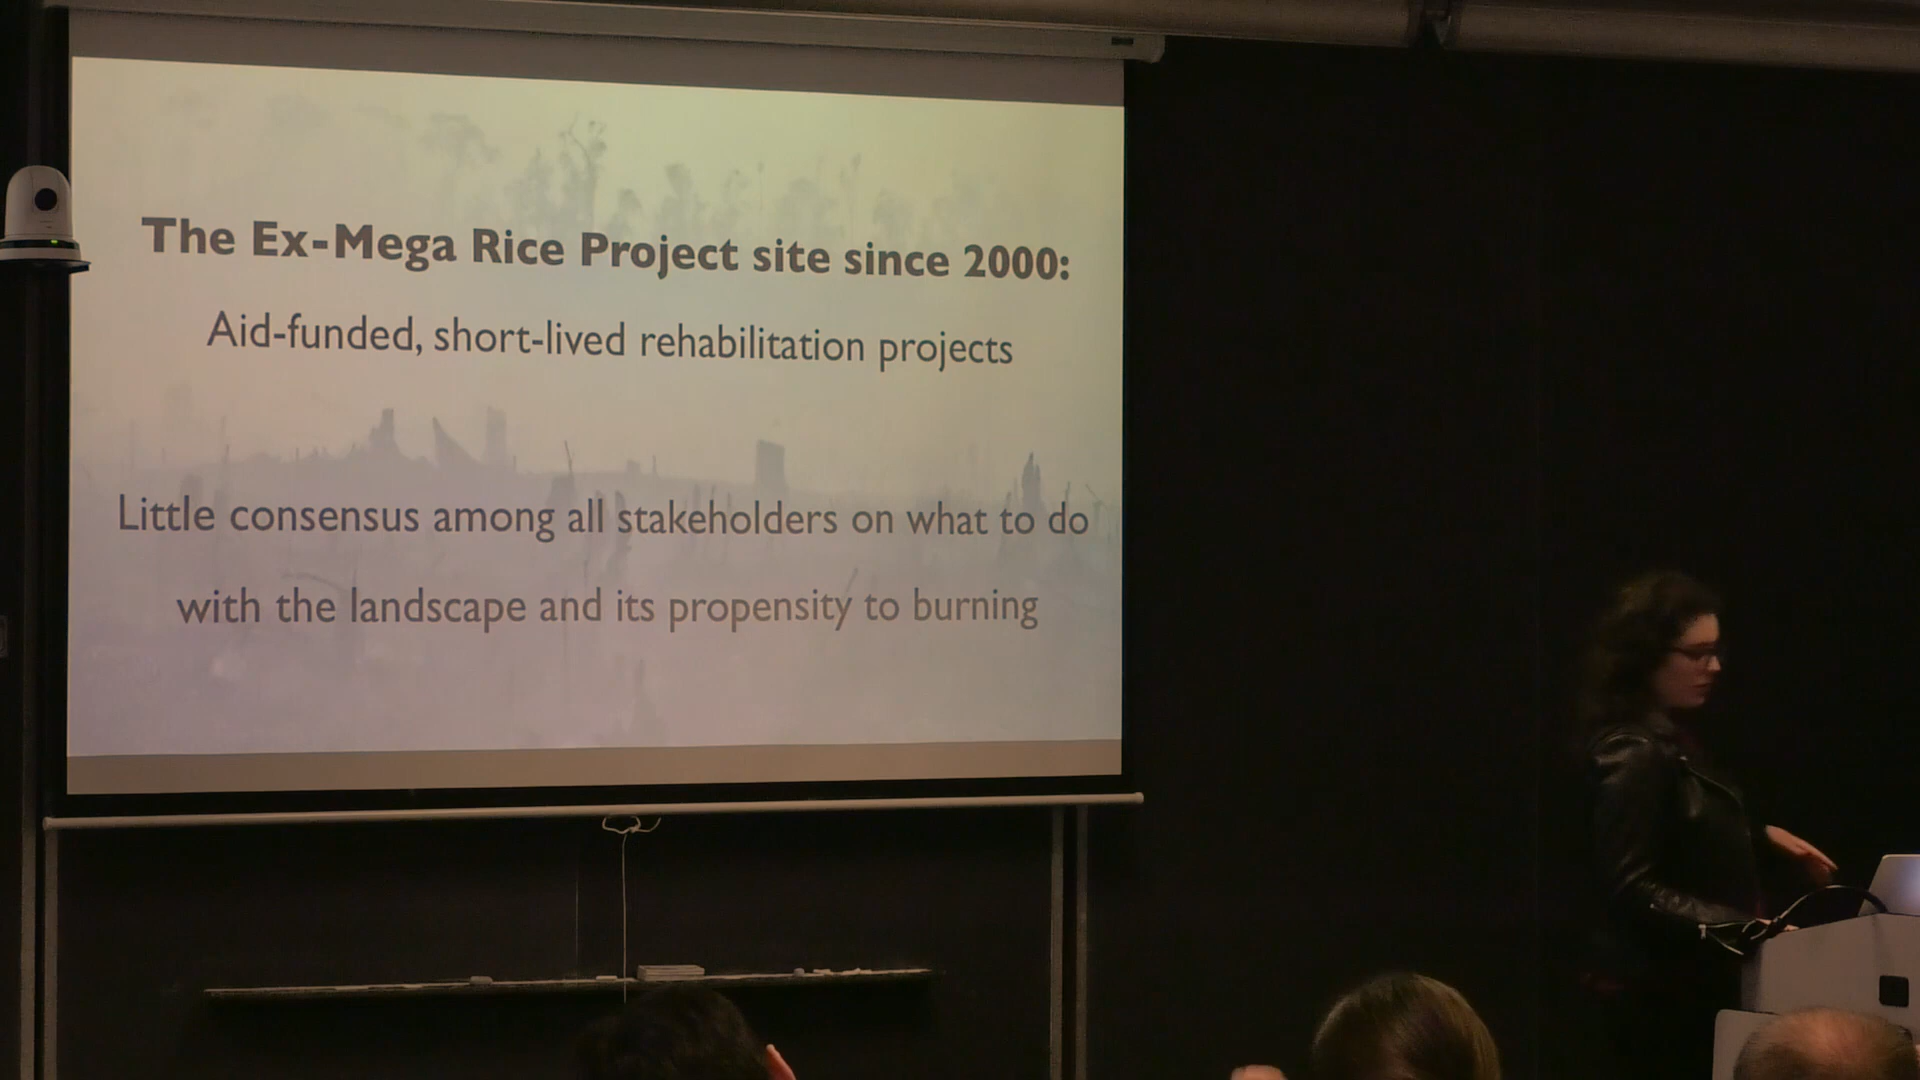 The Ex-Mega Rice Project site since 2000:
Aid-funded, short-lived rehabilitation projects
Little consensus among all stakeholders on what to do
with the landscape and its propensity to burning